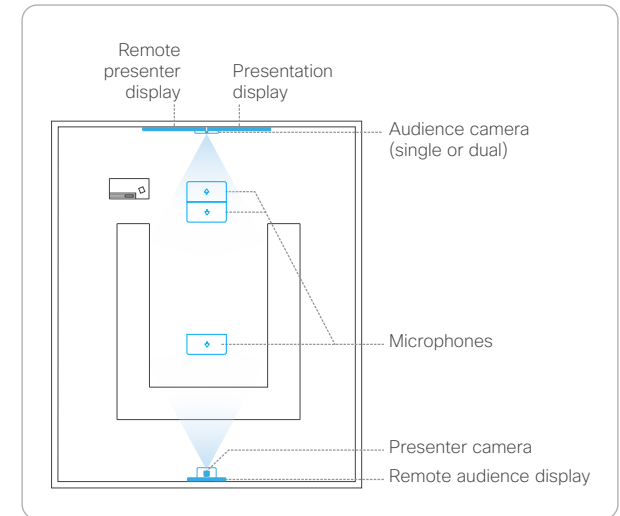 Remote
presenter
display
Presentation
display
Audience camera
(single or dual)
Microphones
Presenter camera
Remote audience display